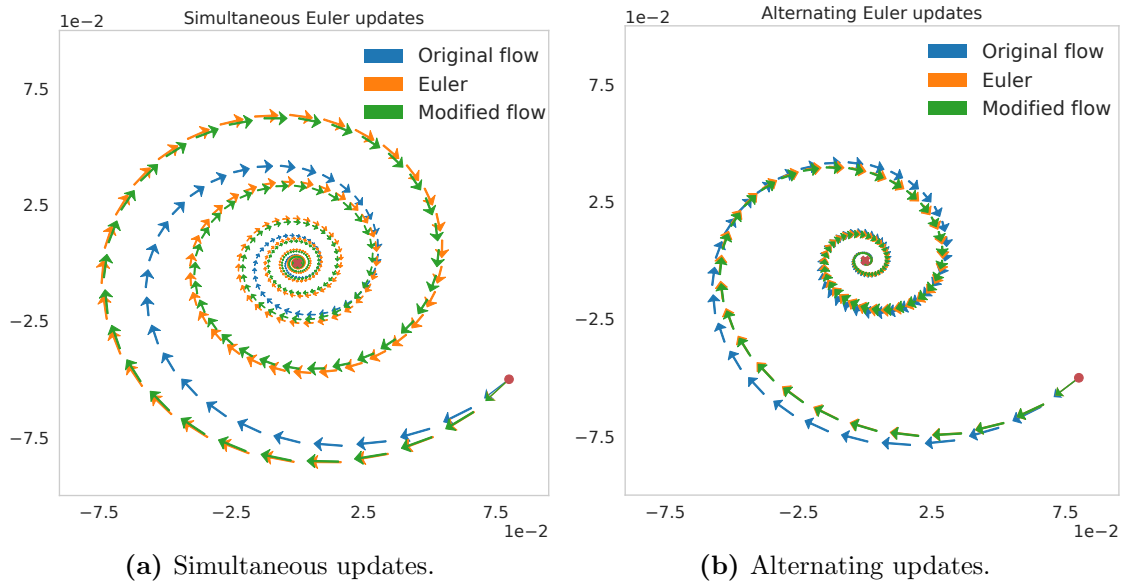 Simultaneous Euler updates
1e−2
Original flow
Euler
Modified flow
7.5
2.5
−2.5
−7.5
−7.5
−2.5
2.5
7.5
1e−2
(a) Simultaneous updates.
Alternating Euler updates
1e−2
Original flow
Euler
Modified flow
7.5
2.5
−2.5
−7.5
−7.5
−2.5
2.5
7.5
1e−2
(b) Alternating updates.